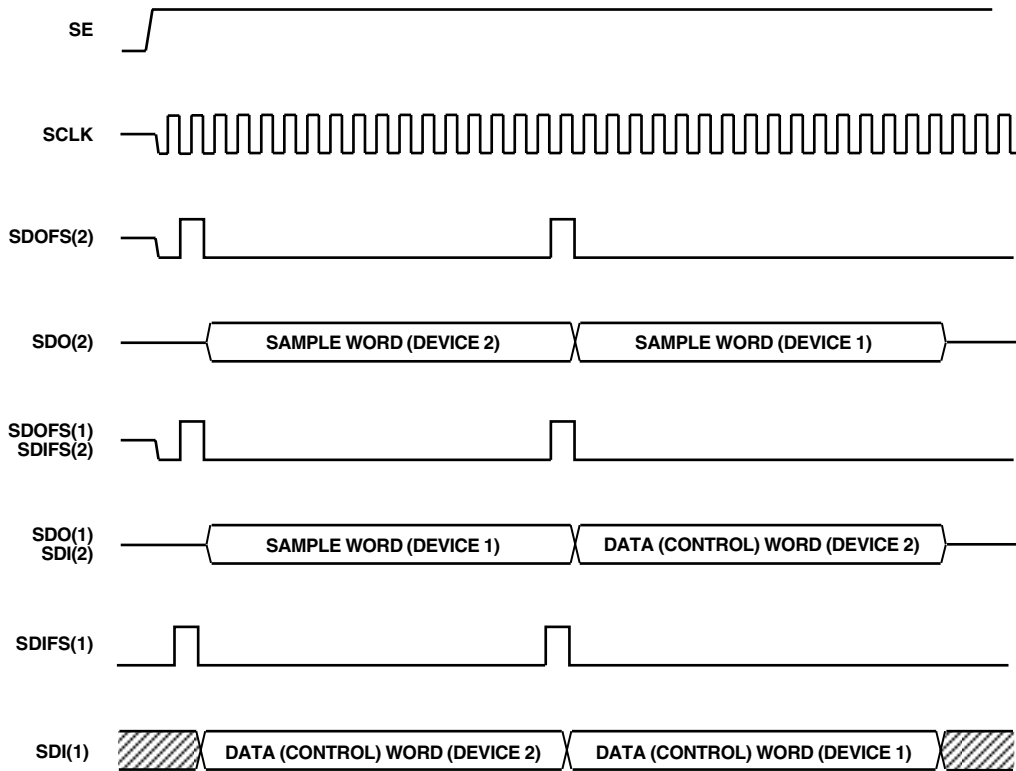 SE
SCLK
SDOFS(2)
SDO(2)
SAMPLE WORD (DEVICE 2)
SAMPLE WORD (DEVICE 1)
SDOFS(1)
SDIFS(2)
SDO(1)
SDI(2)
SAMPLE WORD (DEVICE 1)
DATA (CONTROL) WORD (DEVICE 2)
SDIFS(1)
SDI(1)
DATA (CONTROL) WORD (DEVICE 2)
DATA (CONTROL) WORD (DEVICE 1)